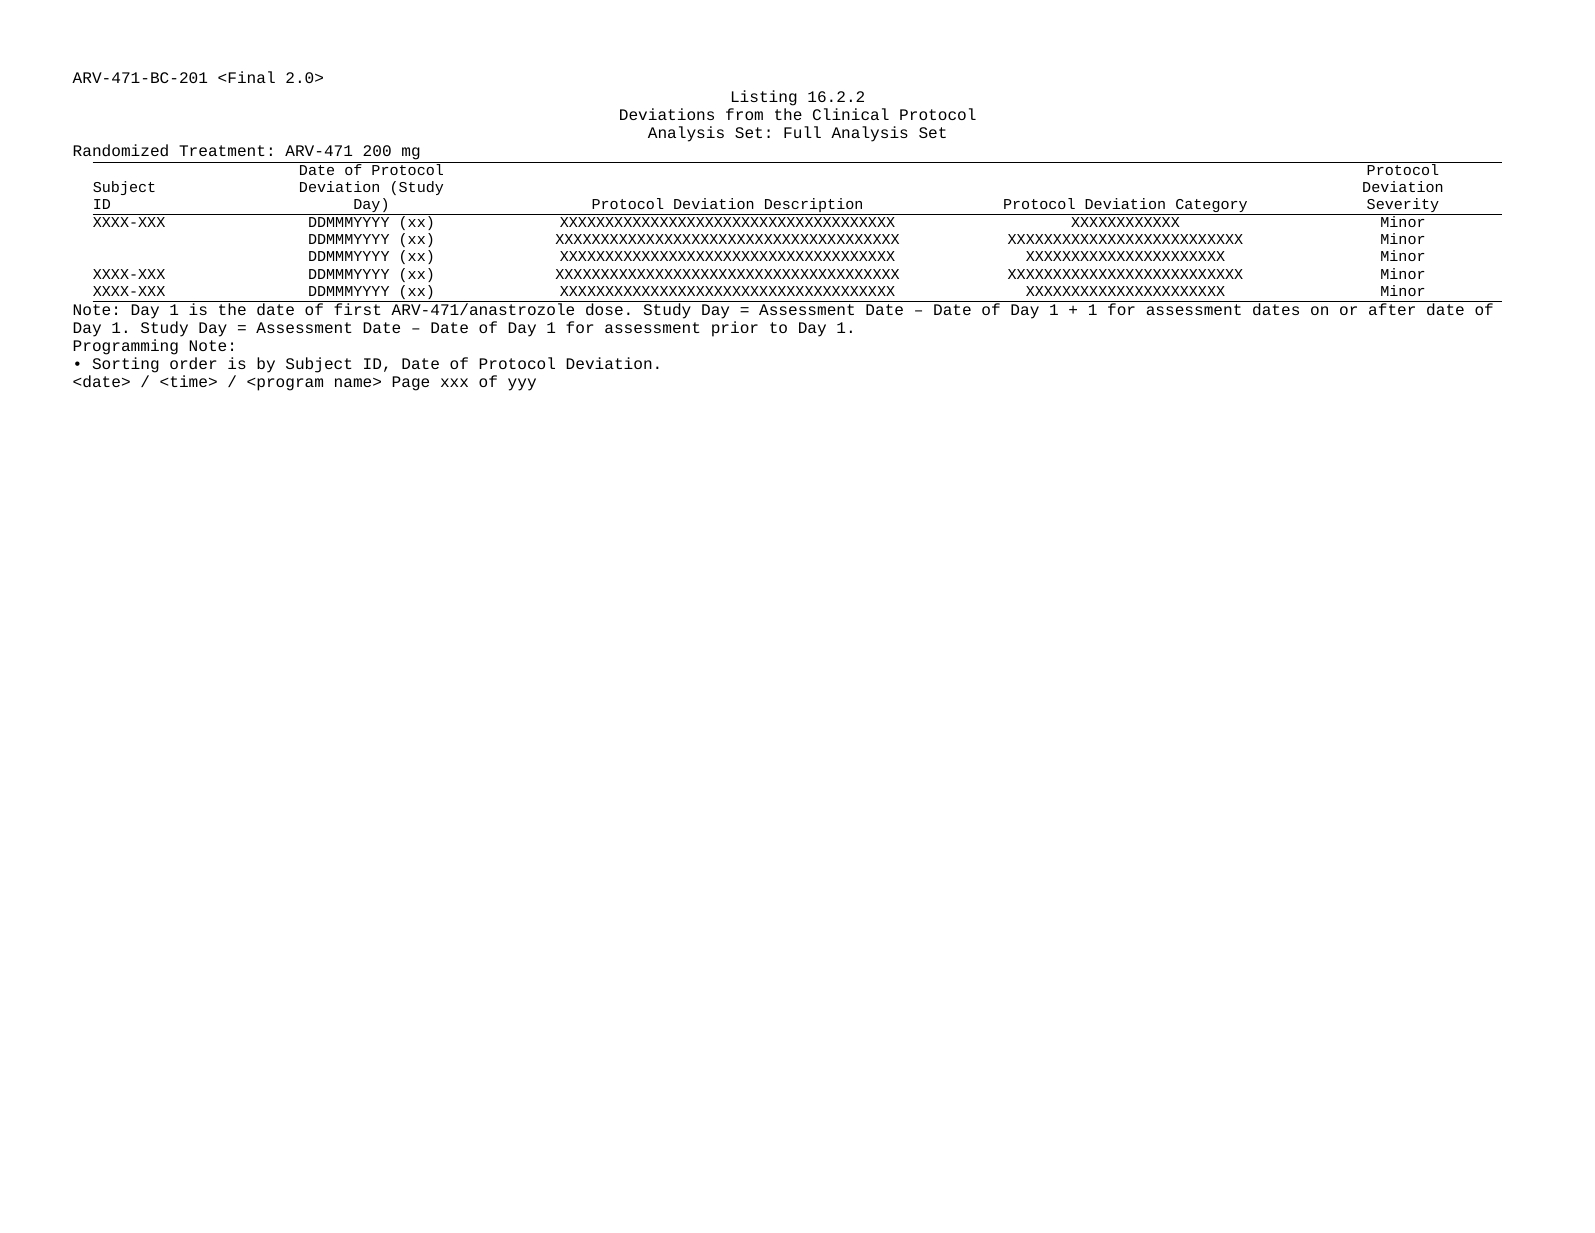 ARV-471-BC-201 <Final 2.0>
Listing 16.2.2
Deviations from the Clinical Protocol
Analysis Set: Full Analysis Set
Randomized Treatment: ARV-471 200 mg
Subject ID Date of Protocol Deviation (Study Day) Protocol Deviation Description Protocol Deviation Category Protocol Deviation Severity
XXXX-XXX DDMMMYYYY (xx) XXXXXXXXXXXXXXXXXXXXXXXXXXXXXXXXXXXXX XXXXXXXXXXXX Minor
DDMMMYYYY (xx) XXXXXXXXXXXXXXXXXXXXXXXXXXXXXXXXXXXXXX XXXXXXXXXXXXXXXXXXXXXXXXXX Minor
DDMMMYYYY (xx) XXXXXXXXXXXXXXXXXXXXXXXXXXXXXXXXXXXXX XXXXXXXXXXXXXXXXXXXXXX Minor
XXXX-XXX DDMMMYYYY (xx) XXXXXXXXXXXXXXXXXXXXXXXXXXXXXXXXXXXXXX XXXXXXXXXXXXXXXXXXXXXXXXXX Minor
XXXX-XXX DDMMMYYYY (xx) XXXXXXXXXXXXXXXXXXXXXXXXXXXXXXXXXXXXX XXXXXXXXXXXXXXXXXXXXXX Minor
Note: Day 1 is the date of first ARV-471/anastrozole dose. Study Day = Assessment Date – Date of Day 1 + 1 for assessment dates on or after date of
Day 1. Study Day = Assessment Date – Date of Day 1 for assessment prior to Day 1.
Programming Note:
• Sorting order is by Subject ID, Date of Protocol Deviation.
<date> / <time> / <program name> Page xxx of yyy